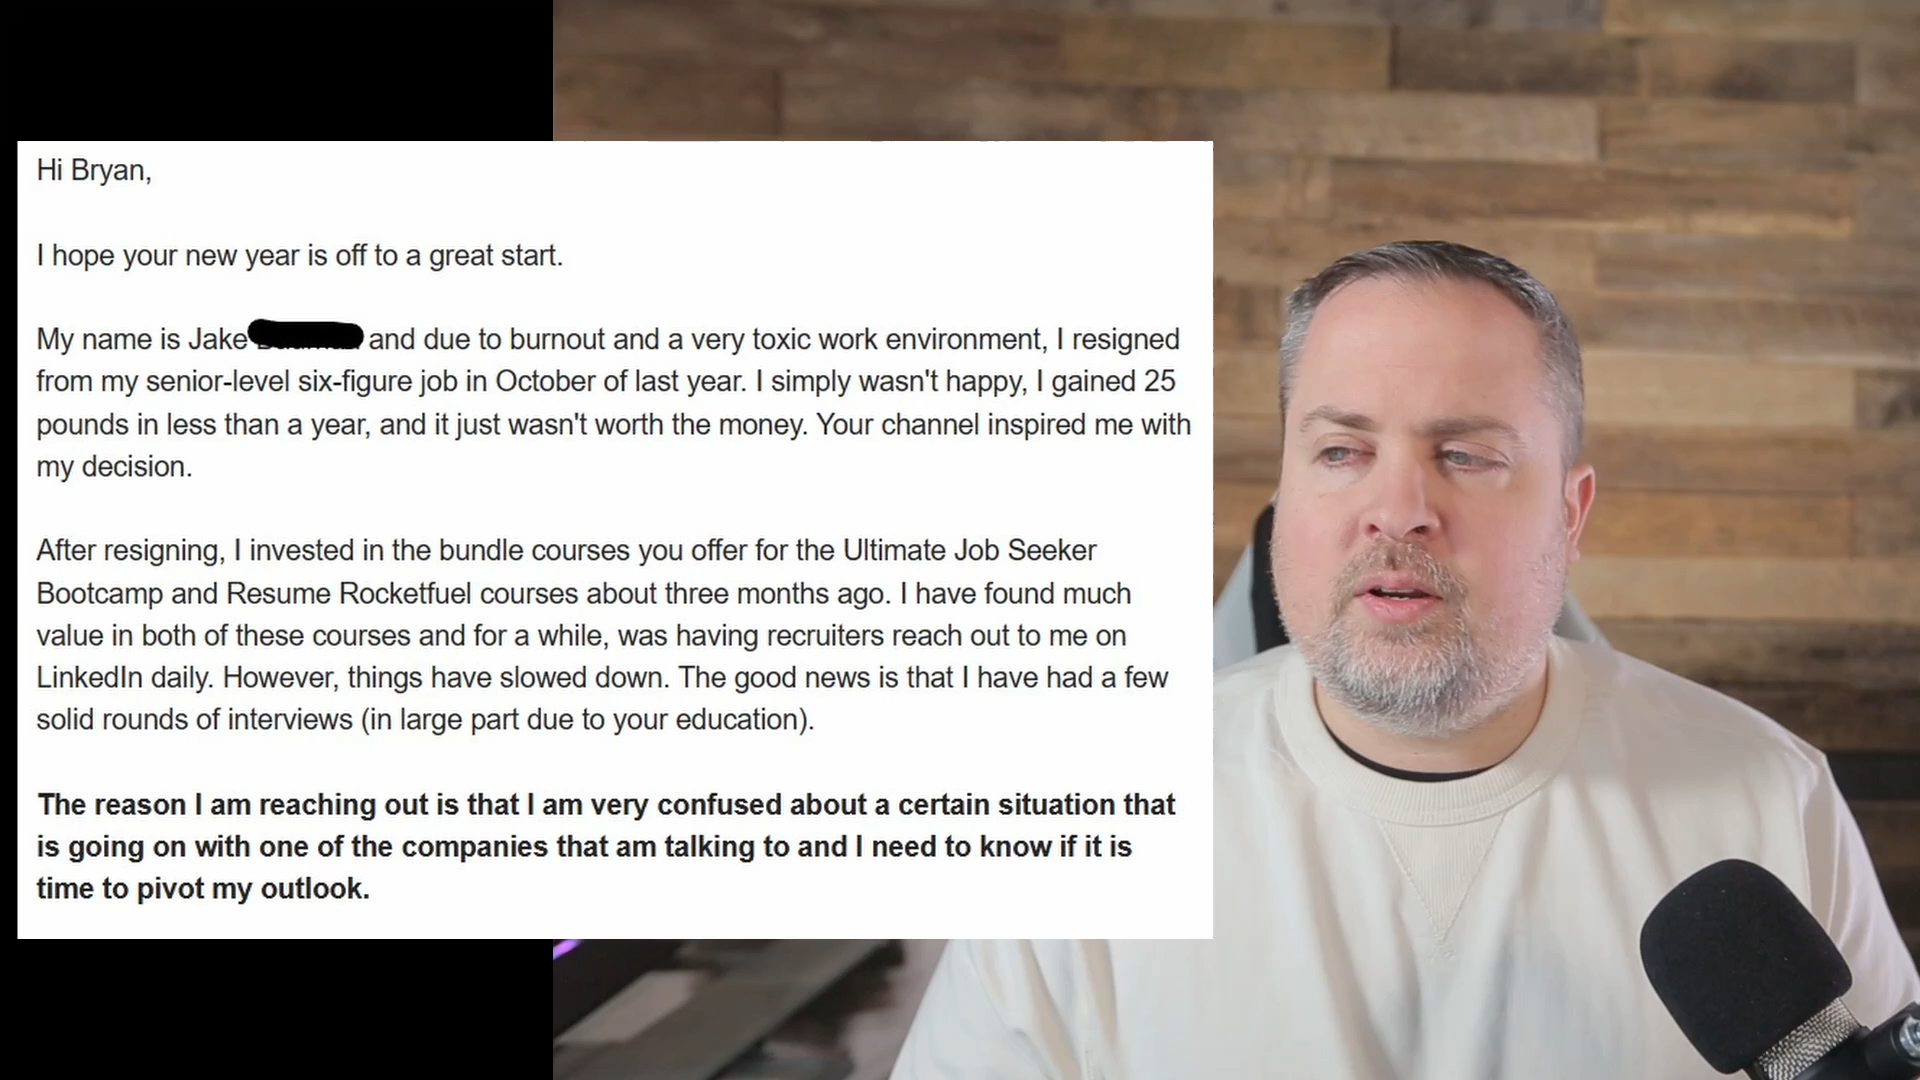 Hi Bryan,
I hope your new year is off to a great start.
My name is Jake and due to burnout and a very toxic work environment, I resigned
from my senior-level six-figure job in October of last year. I simply wasn't happy, I gained 25
pounds in less than a year, and it just wasn't worth the money. Your channel inspired me with
my decision.
After resigning, I invested in the bundle courses you offer for the Ultimate Job Seeker
Bootcamp and Resume Rocketfuel courses about three months ago. I have found much
value in both of these courses and for a while, was having recruiters reach out to me on
LinkedIn daily. However, things have slowed down. The good news is that I have had a few
solid rounds of interviews (in large part due to your education).
The reason I am reaching out is that I am very confused about a certain situation that
is going on with one of the companies that am talking to and I need to know if it is
time to pivot my outlook.